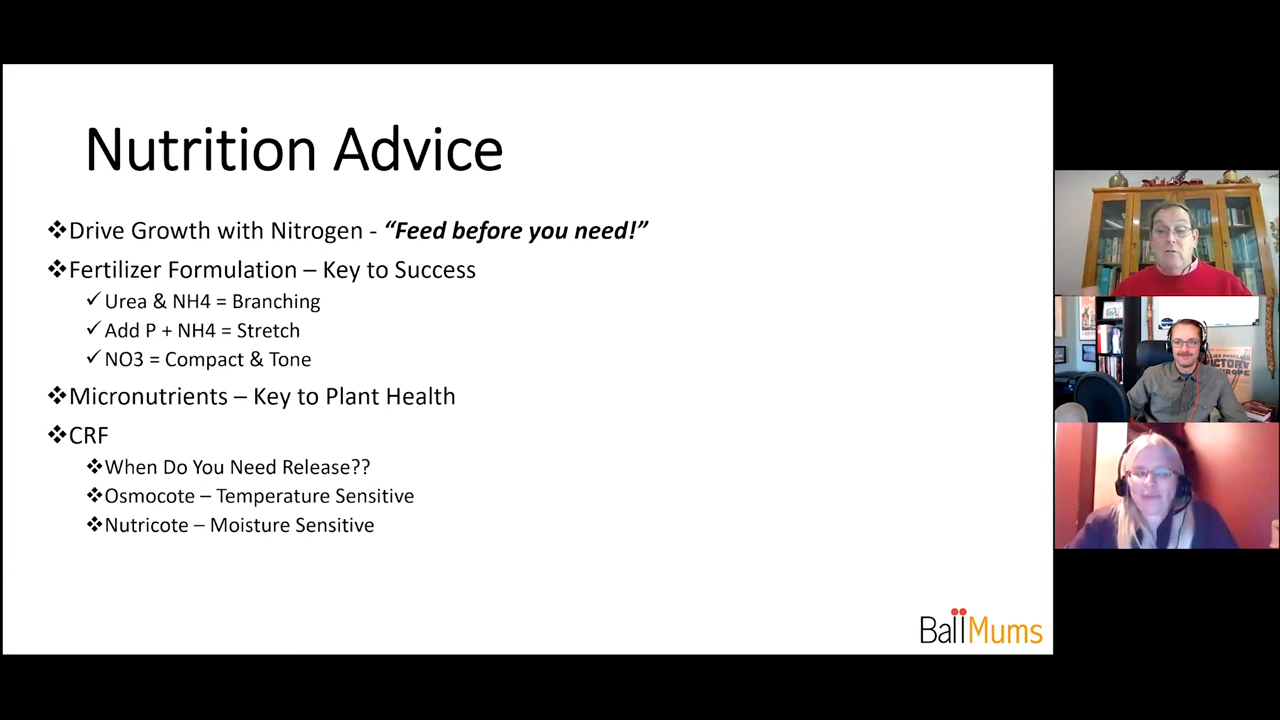 Nutrition Advice
❖Drive Growth with Nitrogen - “Feed before you need!”
❖Fertilizer Formulation – Key to Success
✓Urea & NH4 = Branching
✓Add P + NH4 = Stretch
✓NO3 = Compact & Tone
❖Micronutrients – Key to Plant Health
❖CRF
❖When Do You Need Release??
❖Osmocote – Temperature Sensitive
❖Nutricote – Moisture Sensitive
BallMums
VICTORY